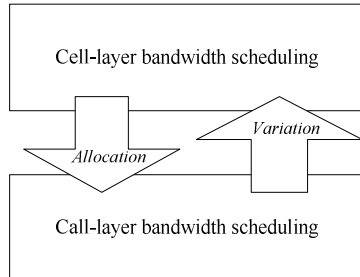 Cell-layer bandwidth scheduling
Allocation
Variation
Call-layer bandwidth scheduling